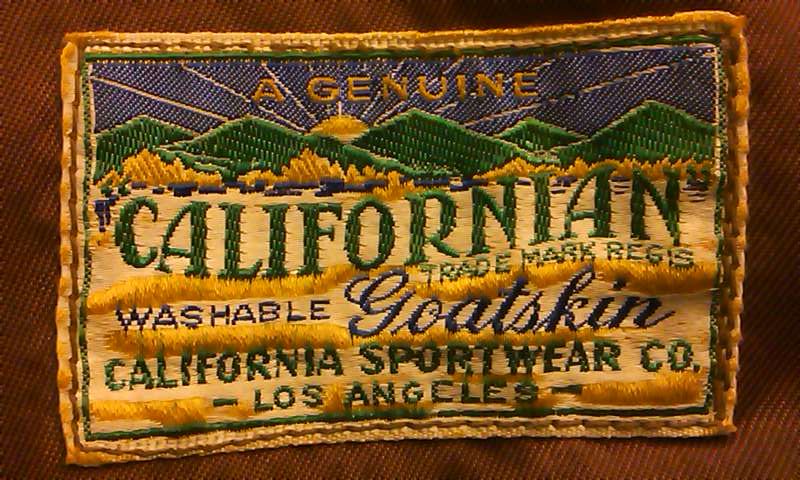 A GENUINE
"CALIFORNIAN"
TRADE MARK REGIS
WASHABLE Goatskin
CALIFORNIA SPORTWEAR CO.
- LOS ANGELES -